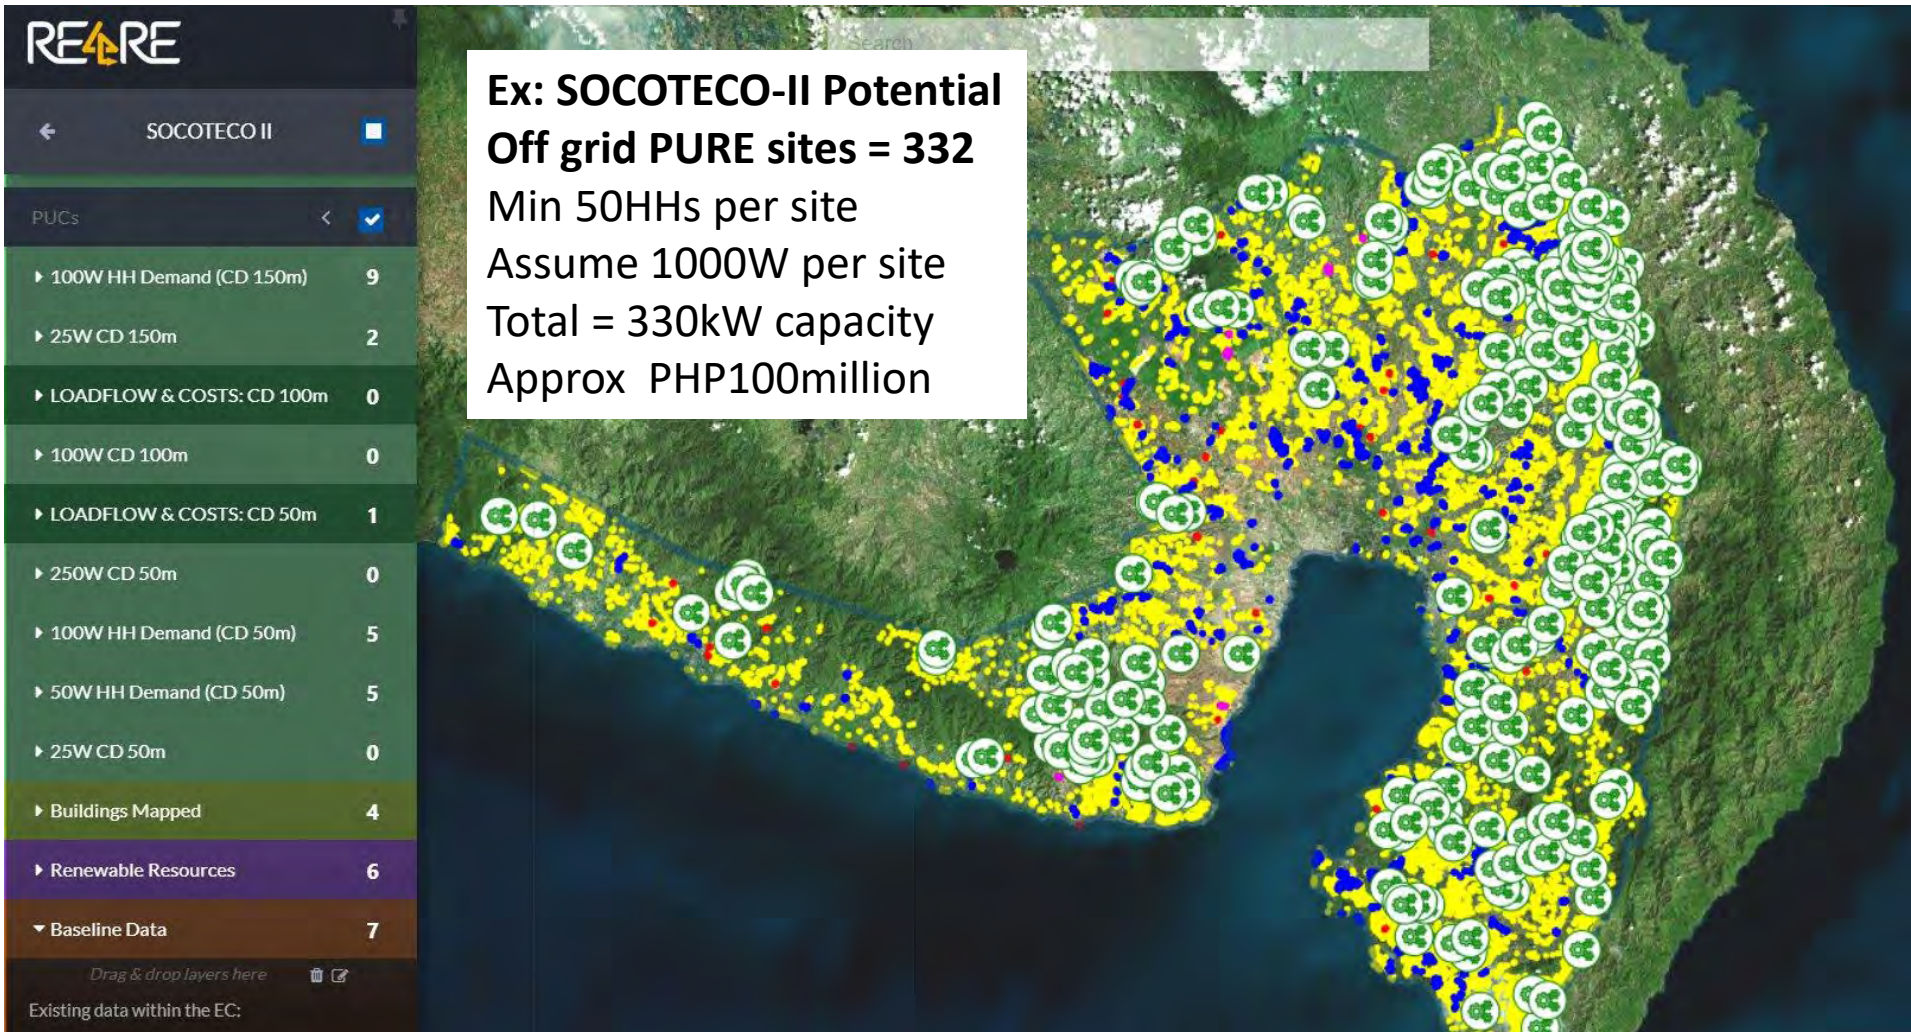 RE4RE
SOCOTECO II
PUCs
100W HH Demand (CD 150m) 9
25W CD 150m 2
LOADFLOW & COSTS: CD 100m 0
100W CD 100m 0
LOADFLOW & COSTS: CD 50m 1
250W CD 50m 0
100W HH Demand (CD 50m) 5
50W HH Demand (CD 50m) 5
25W CD 50m 0
Buildings Mapped 4
Renewable Resources 6
Baseline Data 7
Drag & drop layers here
Existing data within the EC:
Search
Ex: SOCOTECO-II Potential
Off grid PURE sites = 332
Min 50HHs per site
Assume 1000W per site
Total = 330kW capacity
Approx PHP100million